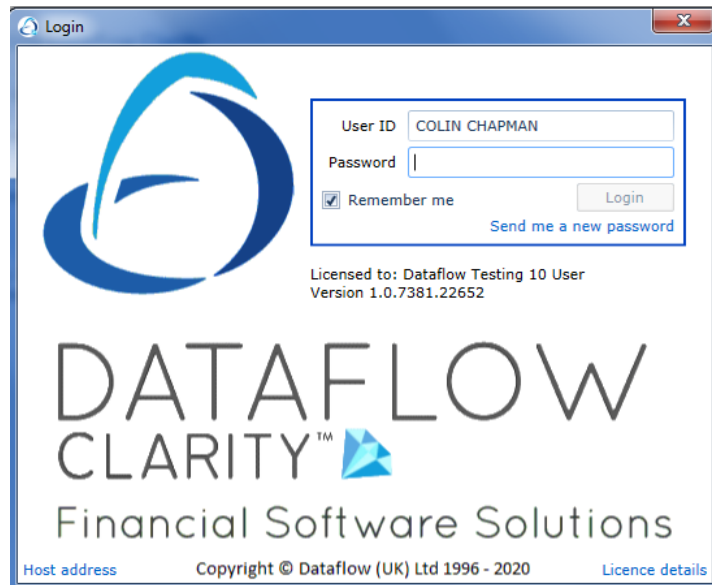 Login
User ID COLIN CHAPMAN
Password
Remember me Login
Send me a new password
Licensed to: Dataflow Testing 10 User
Version 1.0.7381.22652
DATAFLOW
CLARITY™
Financial Software Solutions
Host address Copyright © Dataflow (UK) Ltd 1996 - 2020 Licence details